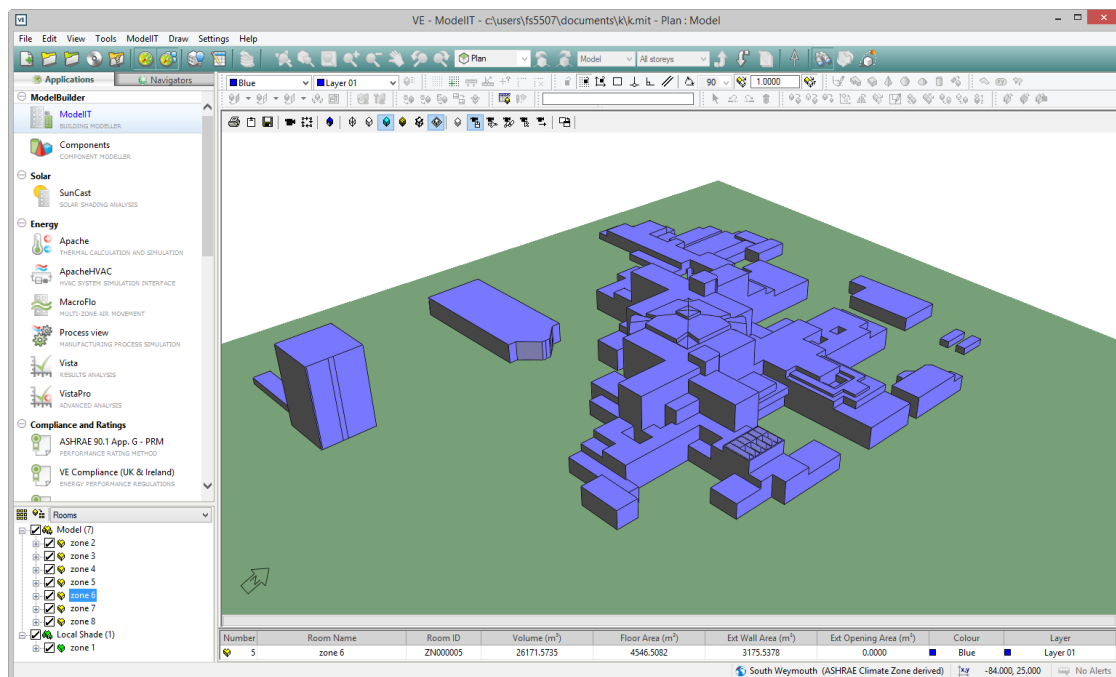 VE
VE - ModelIT - c:\users\fs5507\documents\k\k.mit - Plan : Model
File Edit View Tools ModelIT Draw Settings Help
Plan Model All storeys
Applications Navigators
Blue Layer 01 90 1.0000
ModelBuilder
ModelIT
BUILDING MODELLER
Components
COMPONENT MODELLER
Solar
SunCast
SOLAR SHADING ANALYSIS
Energy
Apache
THERMAL CALCULATION AND SIMULATION
ApacheHVAC
HVAC SYSTEM SIMULATION INTERFACE
MacroFlo
MULTI-ZONE AIR MOVEMENT
Process view
MANUFACTURING PROCESS SIMULATION
Vista
RESULTS ANALYSIS
VistaPro
ADVANCED ANALYSIS
Compliance and Ratings
ASHRAE 90.1 App. G - PRM
PERFORMANCE RATING METHOD
VE Compliance (UK & Ireland)
ENERGY PERFORMANCE REGULATIONS
Rooms
Model (7)
zone 2
zone 3
zone 4
zone 5
zone 6
zone 7
zone 8
Local Shade (1)
zone 1
Number Room Name Room ID Volume (m³) Floor Area (m²) Ext Wall Area (m²) Ext Opening Area (m²) Colour Layer
5 zone 6 ZN000005 26171.5735 4546.5082 3175.5378 0.0000 Blue Layer 01
South Weymouth (ASHRAE Climate Zone derived) x,y -84.000, 25.000 No Alerts